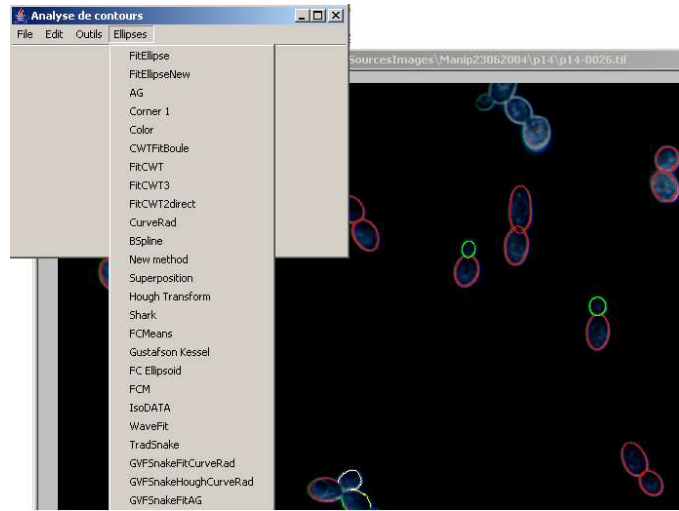 Analyse de contours
File Edit Outils Ellipses
SourcesImages\Manip23062004\p14\p14-0026.tif
FitEllipse
FitEllipseNew
AG
Corner 1
Color
CWTFitBoule
FitCWT
FitCWT3
FitCWT2direct
CurveRad
BSpline
New method
Superposition
Hough Transform
Shark
FCMeans
Gustafson Kessel
FC Ellipsoid
FCM
IsoDATA
WaveFit
TradSnake
GVFSnakeFitCurveRad
GVFSnakeHoughCurveRad
GVFSnakeFitAG